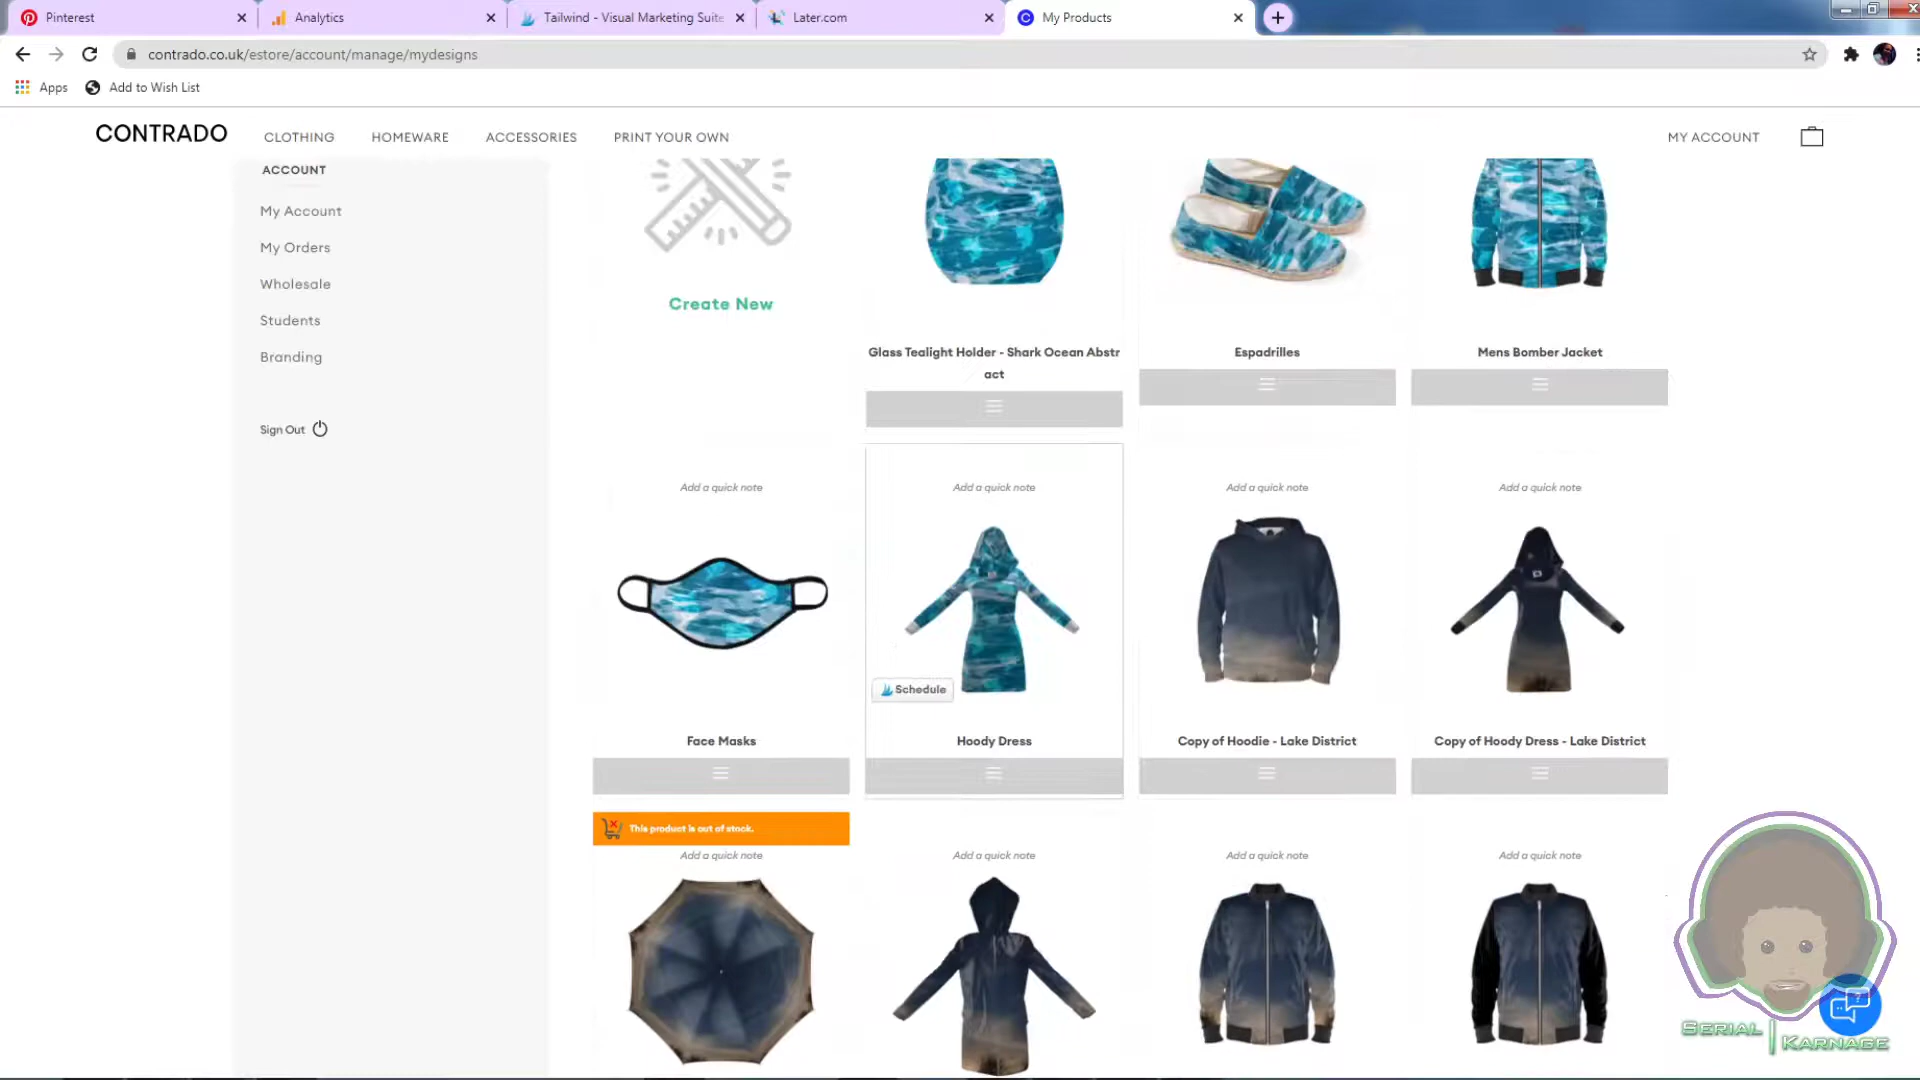 Pinterest
Analytics
Tailwind - Visual Marketing Suite
Later.com
My Products
contrado.co.uk/estore/account/manage/mydesigns
Apps
Add to Wish List
CONTRADO
CLOTHING
HOMEWARE
ACCESSORIES
PRINT YOUR OWN
MY ACCOUNT
ACCOUNT
My Account
My Orders
Wholesale
Students
Branding
Sign Out
Create New
Glass Tealight Holder - Shark Ocean Abstr
act
Espadrilles
Mens Bomber Jacket
Add a quick note
Add a quick note
Add a quick note
Add a quick note
Schedule
Face Masks
Hoody Dress
Copy of Hoodie - Lake District
Copy of Hoody Dress - Lake District
This product is out of stock.
Add a quick note
Add a quick note
Add a quick note
Add a quick note
SERIAL KARNAGE